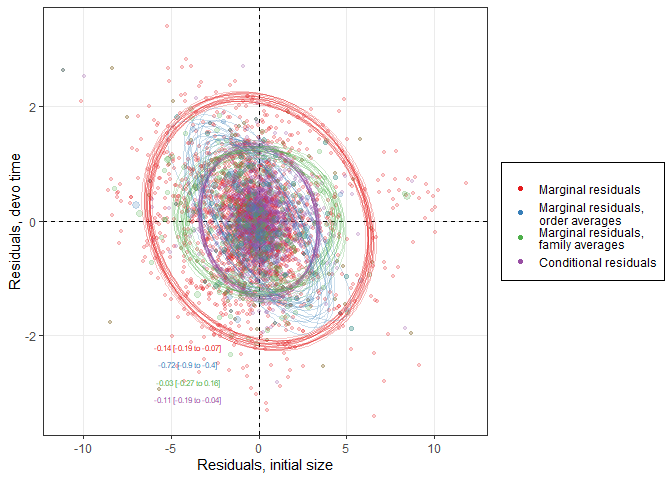 2
0
-2
-10
-5
0
5
10
Residuals, devo time
Residuals, initial size
-0.14 [-0.19 to -0.07]
-0.72 [-0.9 to -0.4]
-0.03 [-0.27 to 0.16]
-0.11 [-0.19 to -0.04]
Marginal residuals
Marginal residuals,
order averages
Marginal residuals,
family averages
Conditional residuals